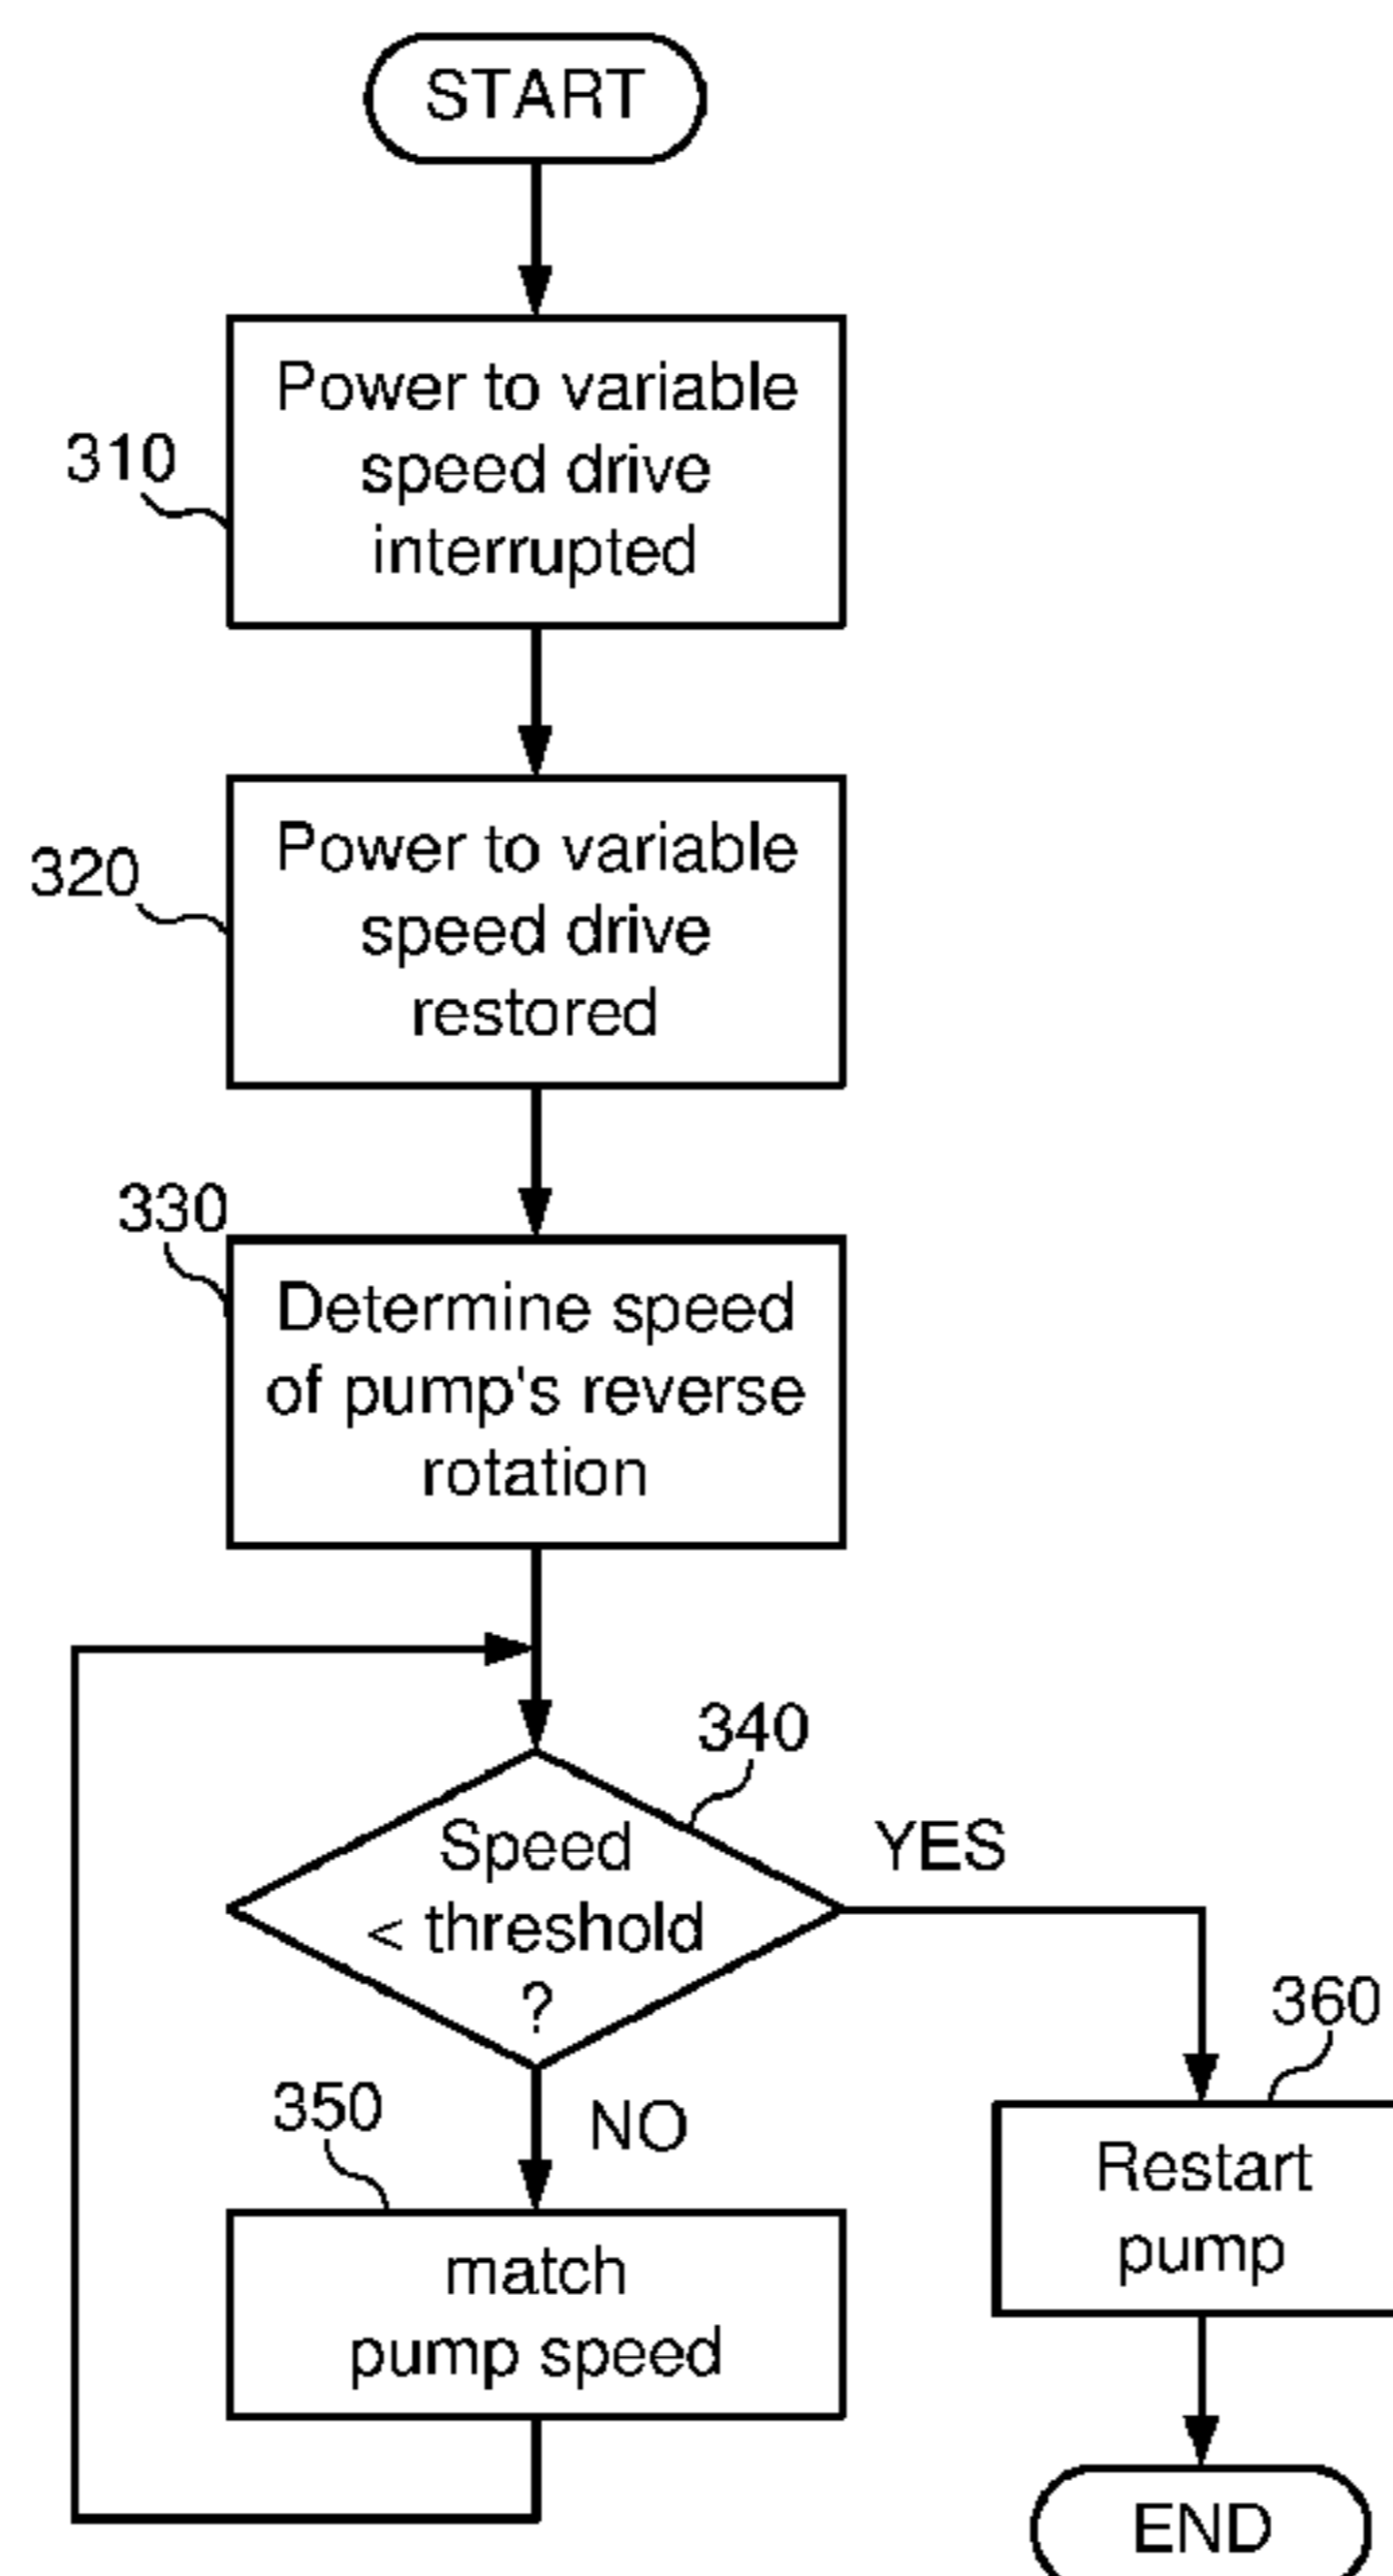 START
310
Power to variable
speed drive
interrupted
320
Power to variable
speed drive
restored
330
Determine speed
of pump's reverse
rotation
340
Speed
< threshold
?
YES
NO
350
match
pump speed
360
Restart
pump
END